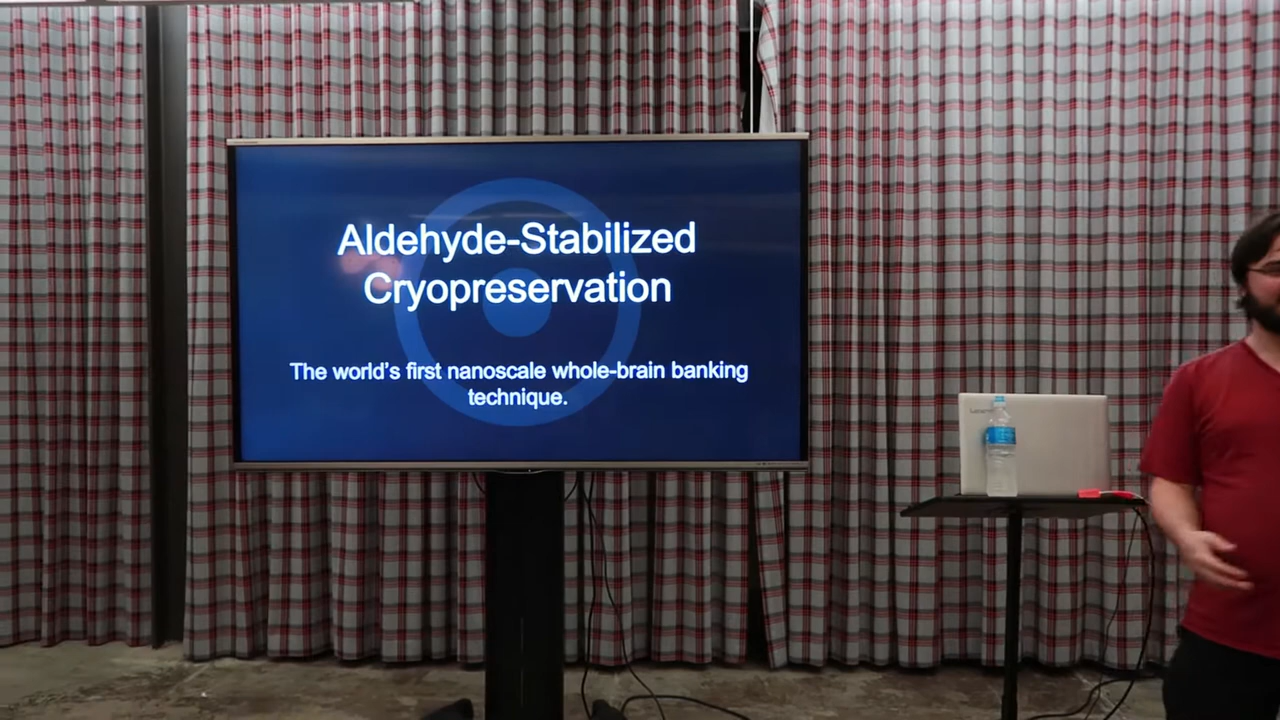 Aldehyde-Stabilized
Cryopreservation
The world's first nanoscale whole-brain banking
technique.